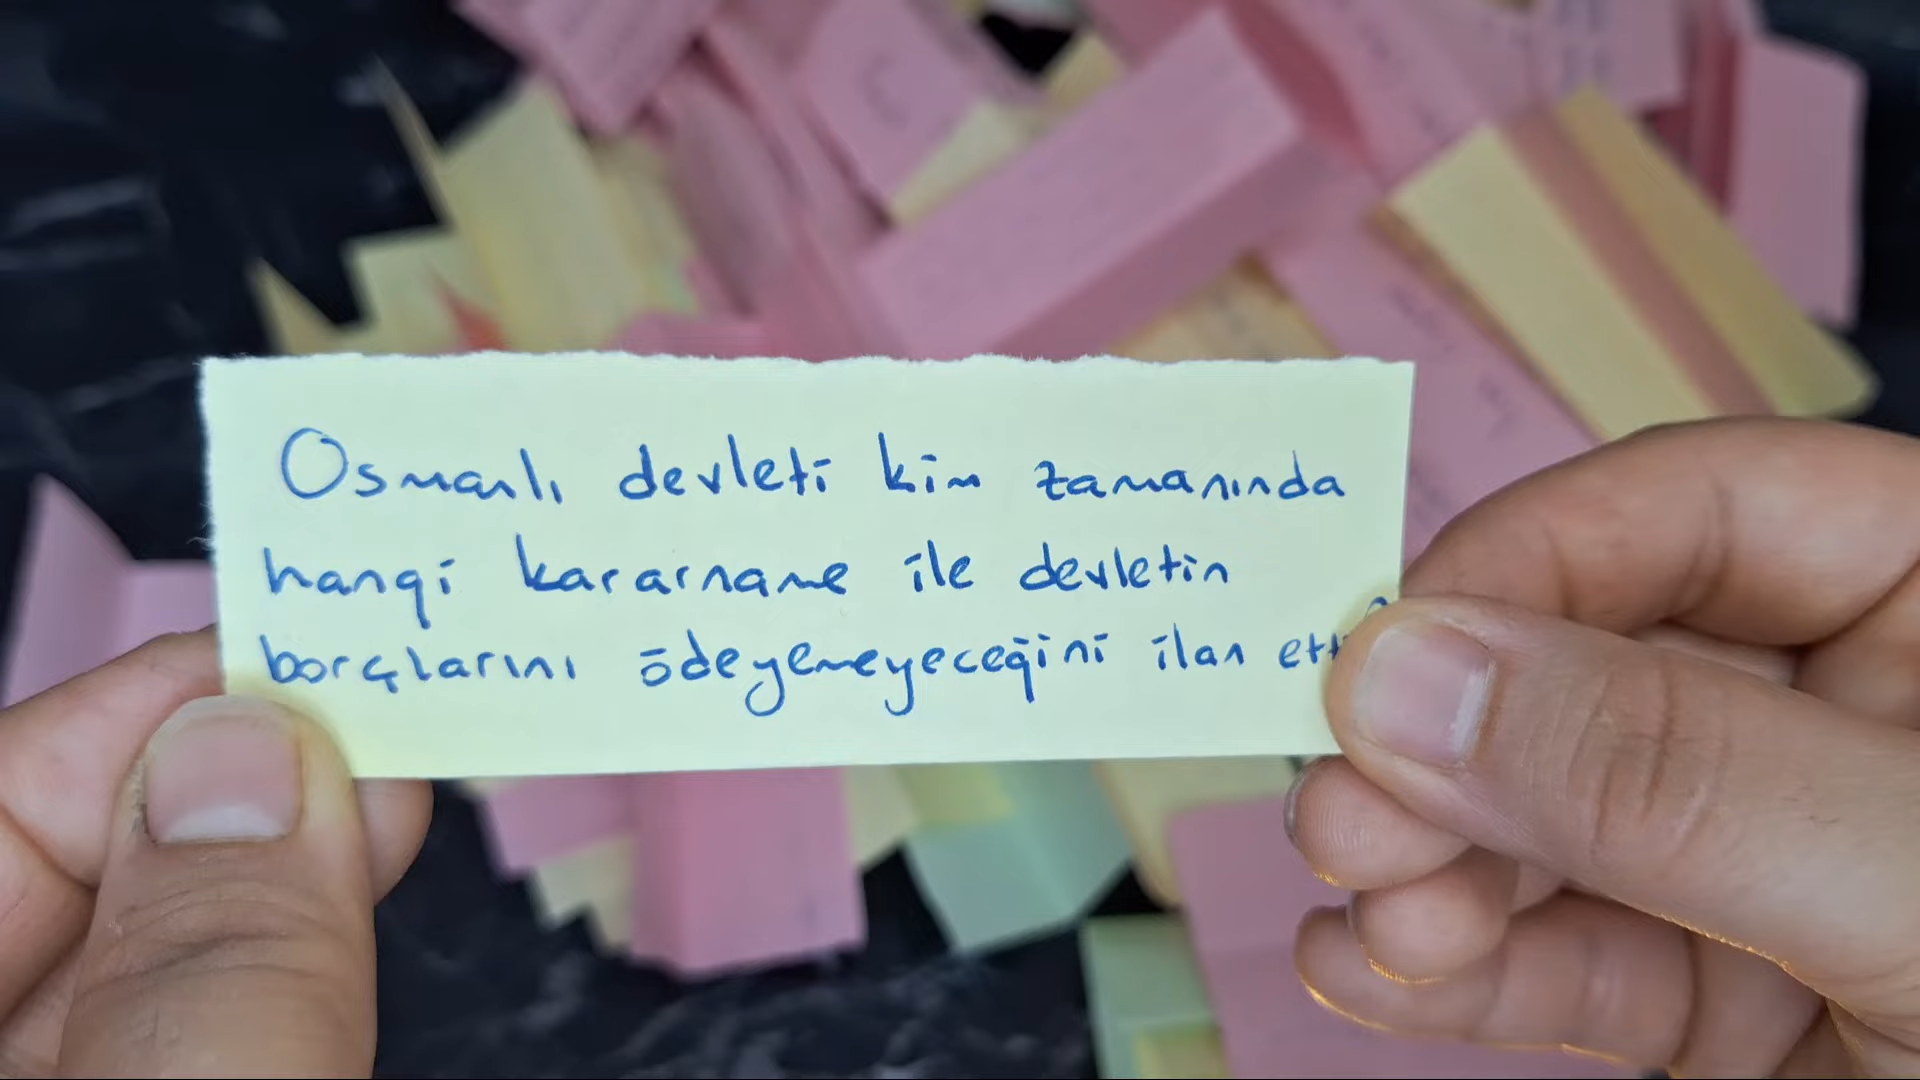 Osmanlı devleti kim zamanında
hangi kararname ile devletin
borçlarını ödeyemeyeceğini ilan